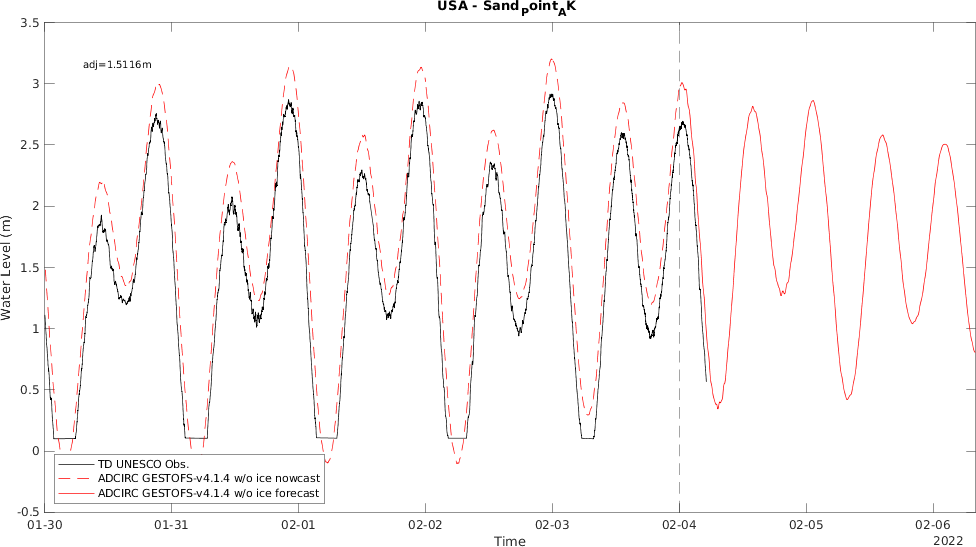 USA - Sand_Point_AK
3.5
adj=1.5116m
3
2.5
2
1.5
1
0.5
0
-0.5
Water Level (m)
TD UNESCO Obs.
ADCIRC GESTOFS-v4.1.4 w/o ice nowcast
ADCIRC GESTOFS-v4.1.4 w/o ice forecast
01-30 01-31 02-01 02-02 02-03 02-04 02-05 02-06
Time
2022